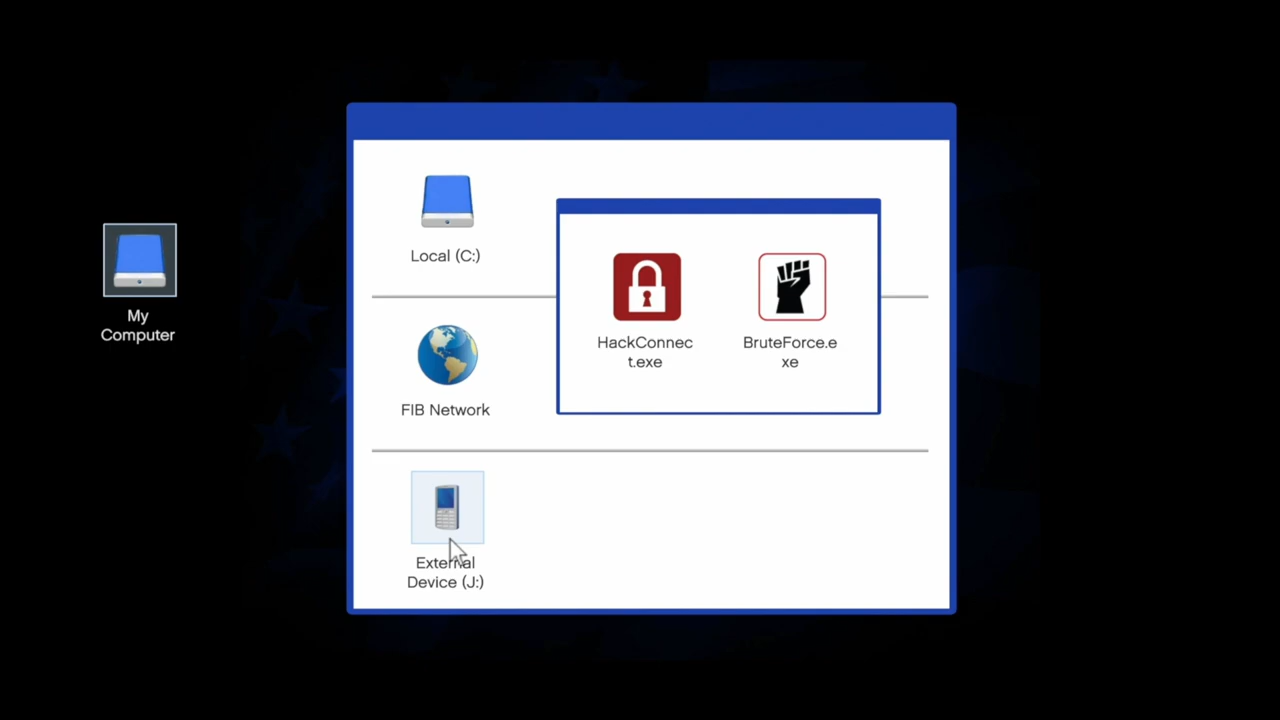 My
Computer
Local (C:)
FIB Network
External
Device (J:)
HackConnec
t.exe
BruteForce.e
xe